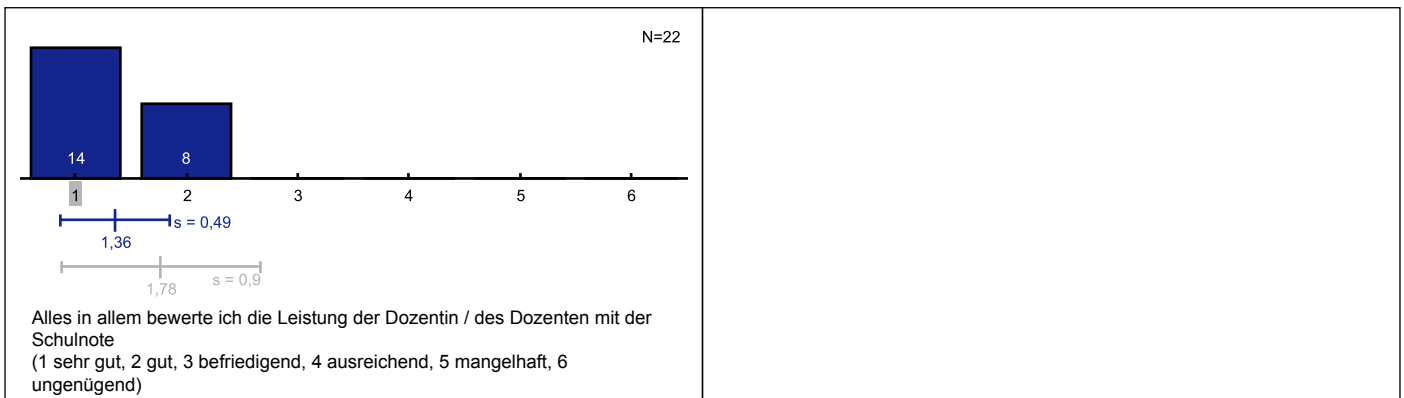 N=22
14 8
1 2 3 4 5 6
s = 0,49
1,36
s = 0,9
1,78
Alles in allem bewerte ich die Leistung der Dozentin / des Dozenten mit der
Schulnote
(1 sehr gut, 2 gut, 3 befriedigend, 4 ausreichend, 5 mangelhaft, 6
ungenügend)